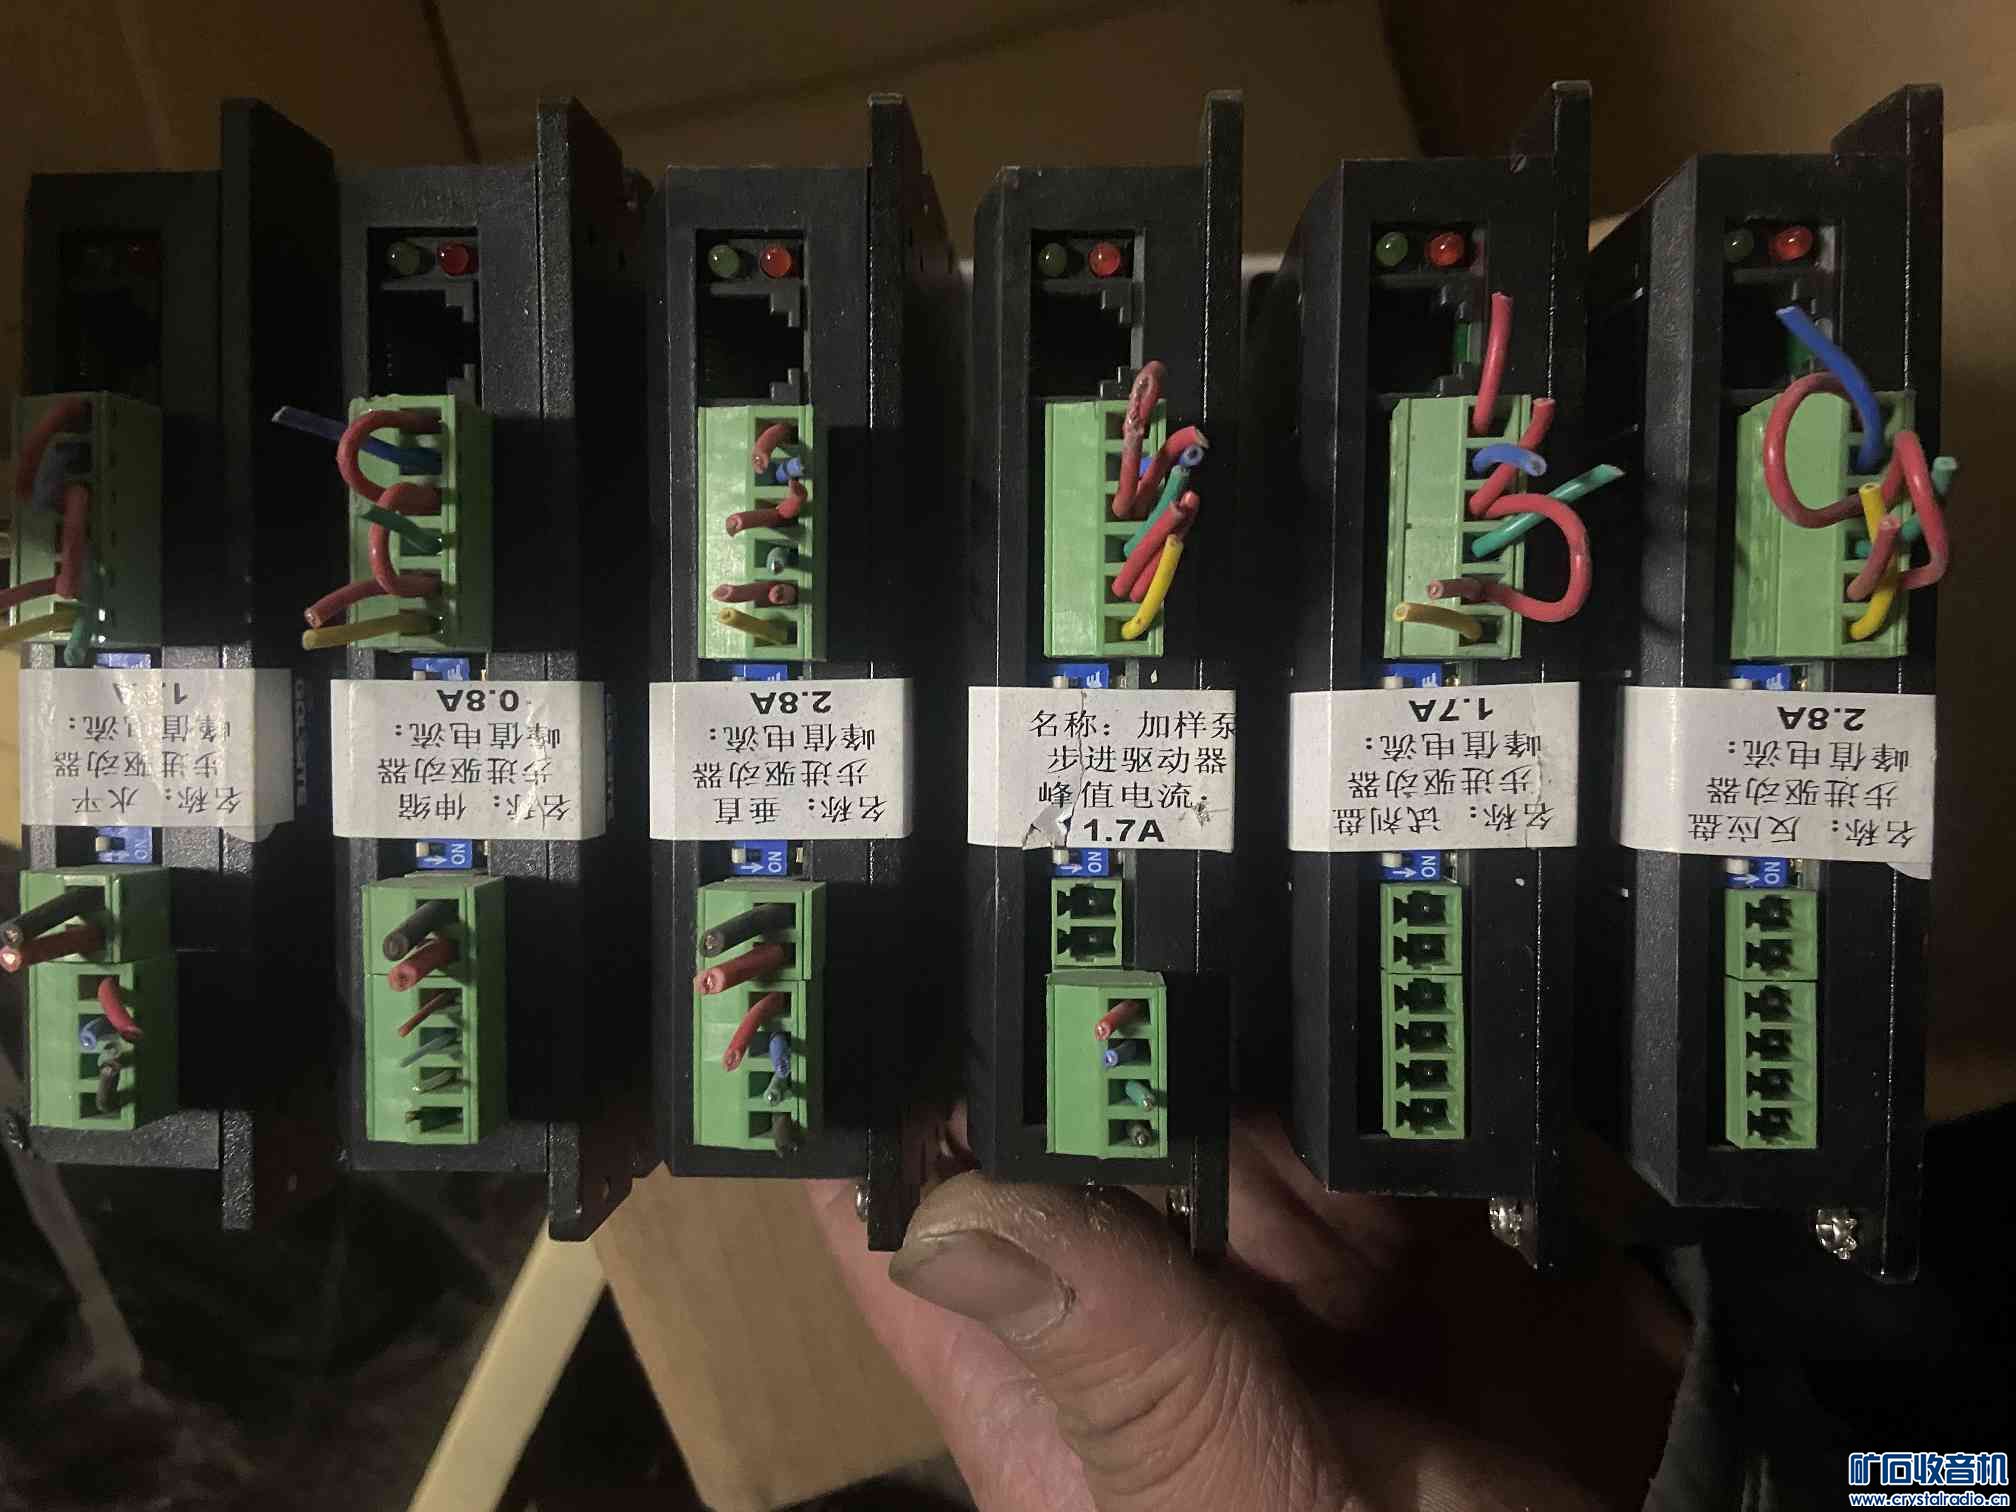 名称：水平
步进驱动器
峰值电流：
名称：伸缩
步进驱动器
峰值电流：
0.8A
名称：垂直
步进驱动器
峰值电流：
2.8A
名称：加样泵
步进驱动器
峰值电流：
1.7A
名称：试剂盘
步进驱动器
峰值电流：
1.7A
名称：反应盘
步进驱动器
峰值电流：
2.8A
ON
ON
ON
ON
ON
ON
矿石收音机
www.crystalradio.cn